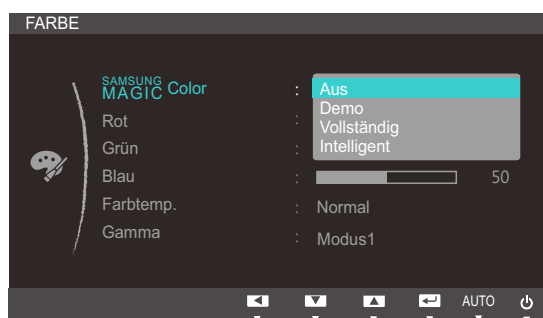 FARBE
SAMSUNG MAGIC Color : Aus
Demo
Rot :
Vollständig
Grün :
Intelligent
Blau : 50
Farbtemp. : Normal
Gamma : Modus1
AUTO